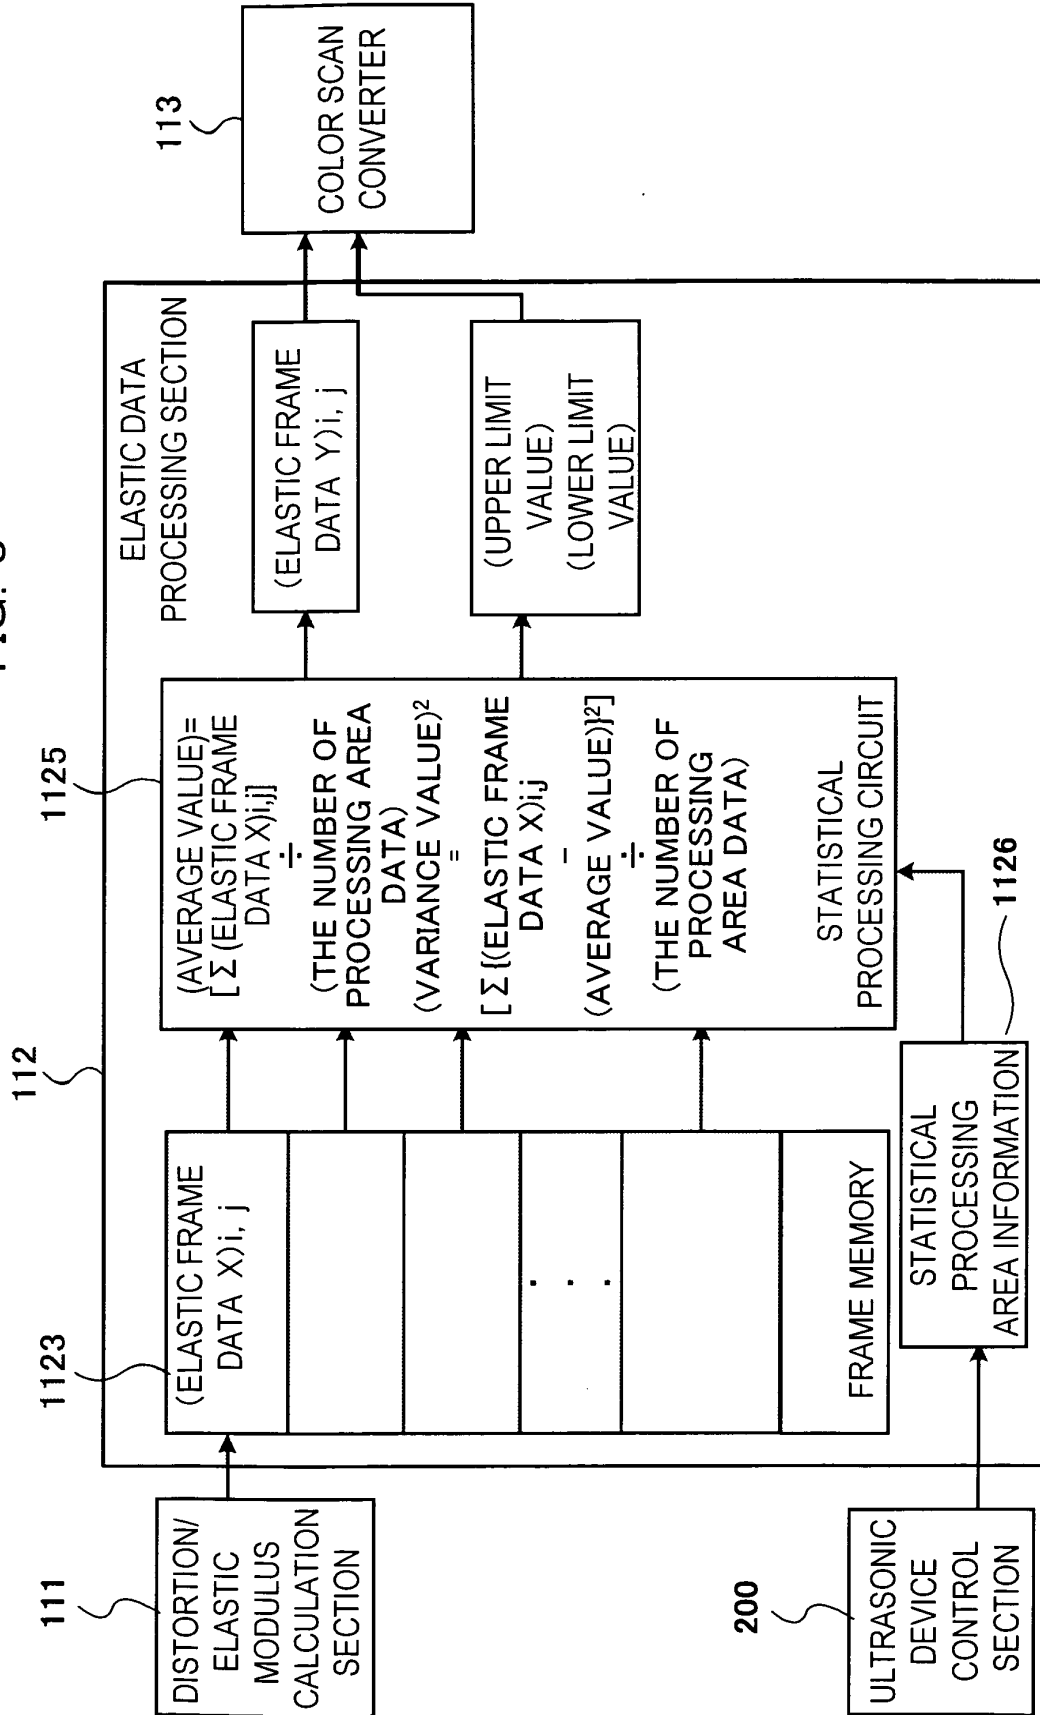 112
111
DISTORTION/
ELASTIC
MODULUS
CALCULATION
SECTION
1123
(ELASTIC FRAME
DATA X)i, j
. . .
FRAME MEMORY
1125
(AVERAGE VALUE)=
[ Σ (ELASTIC FRAME
DATA X)i,j]
÷
(THE NUMBER OF
PROCESSING AREA
DATA)
(VARIANCE VALUE)²
=
[ Σ {(ELASTIC FRAME
DATA X)i,j
−
(AVERAGE VALUE)}²]
÷
(THE NUMBER OF
PROCESSING
AREA DATA)
STATISTICAL
PROCESSING CIRCUIT
ELASTIC DATA
PROCESSING SECTION
(ELASTIC FRAME
DATA Y)i, j
(UPPER LIMIT
VALUE)
(LOWER LIMIT
VALUE)
113
COLOR SCAN
CONVERTER
200
ULTRASONIC
DEVICE
CONTROL
SECTION
STATISTICAL
PROCESSING
AREA INFORMATION
1126